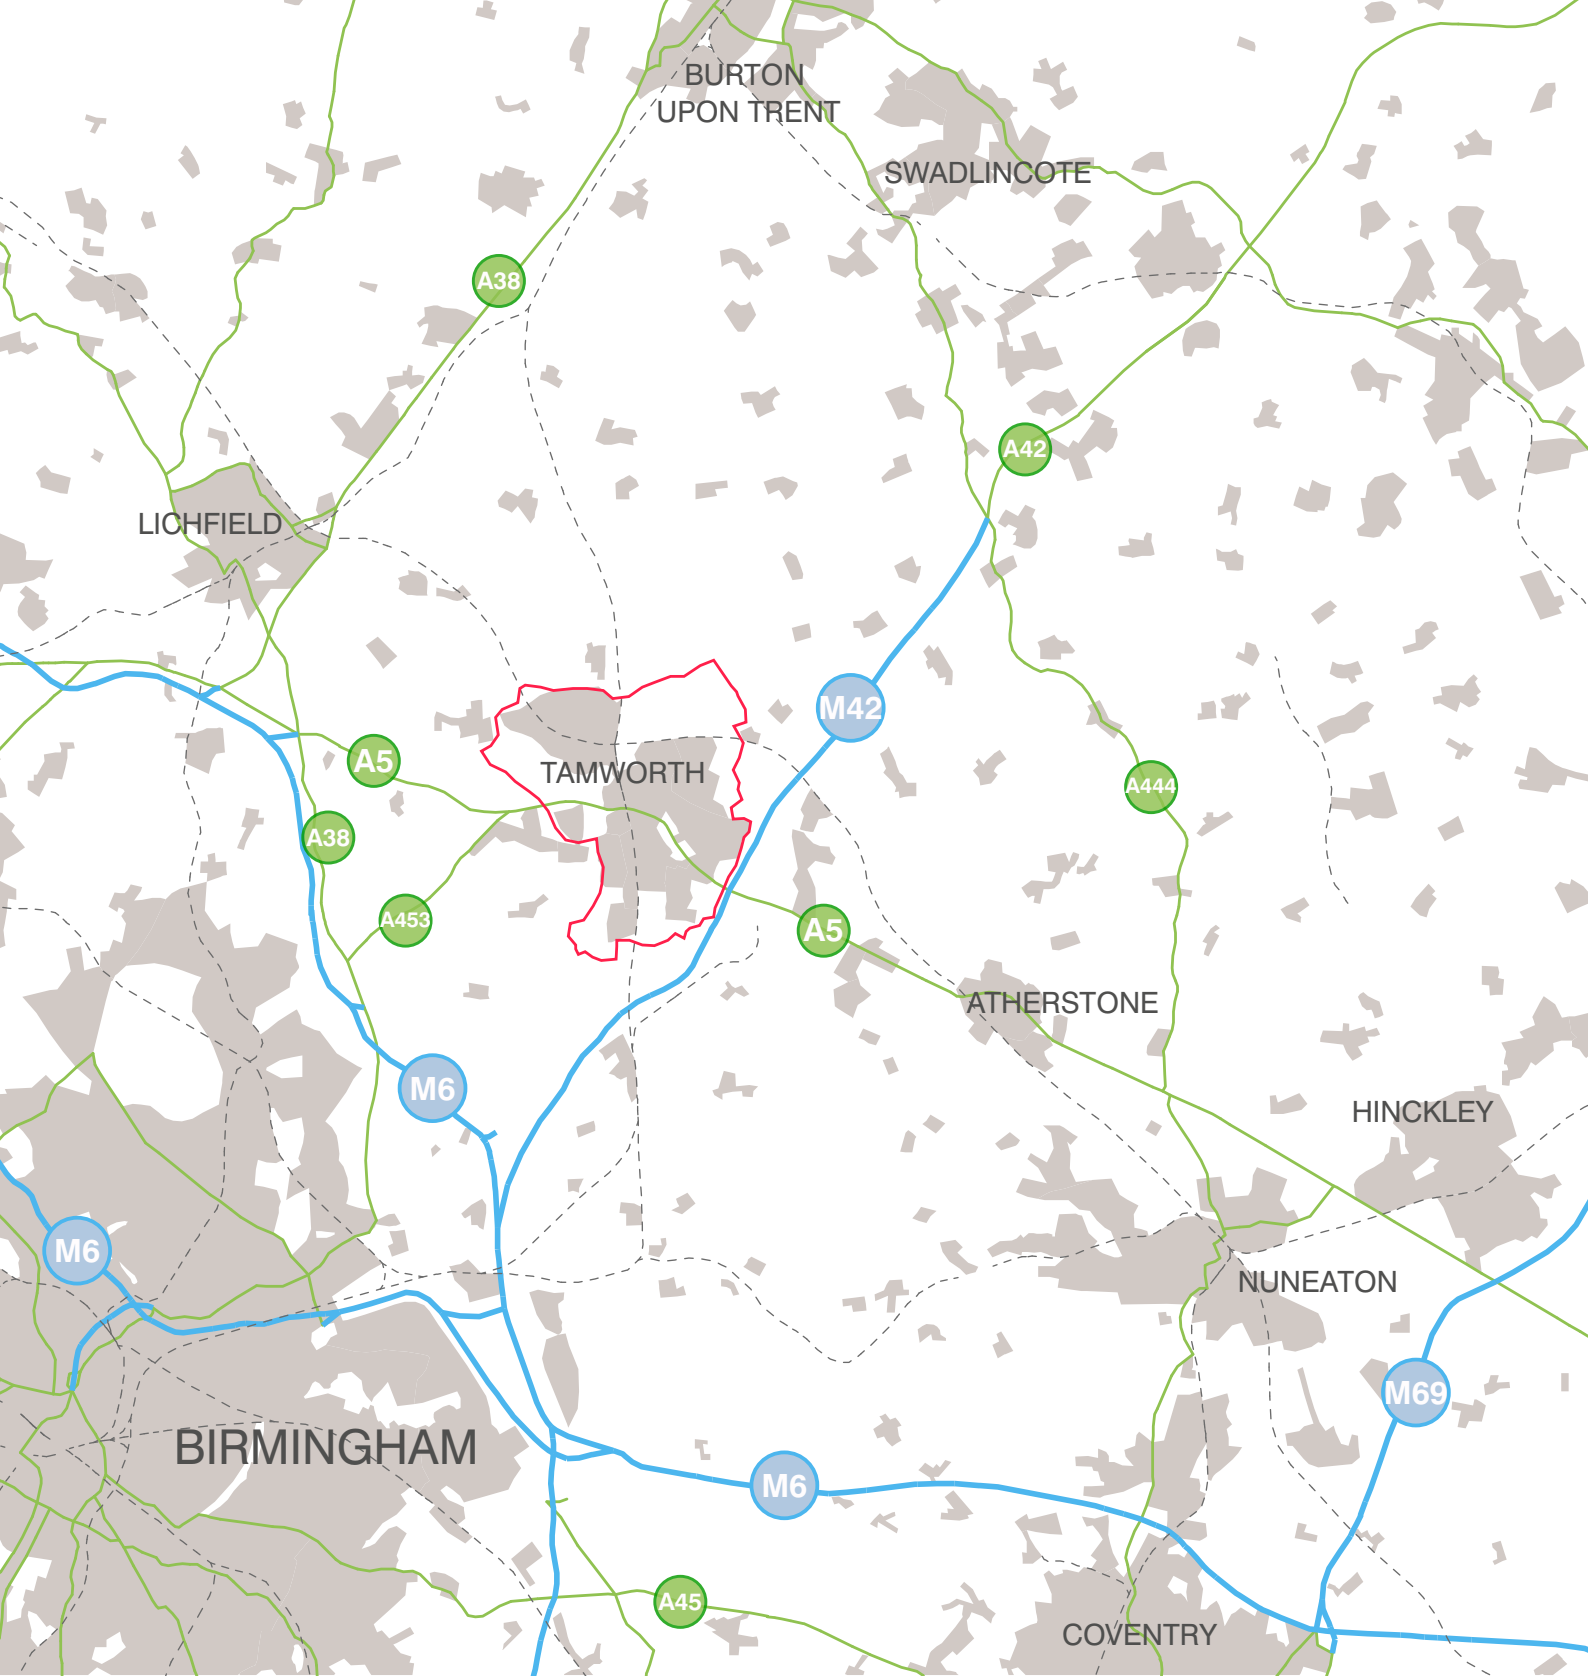 BURTON
UPON TRENT
SWADLINCOTE
A38
A42
LICHFIELD
M42
A5
TAMWORTH
A444
A38
A453
A5
ATHERSTONE
M6
HINCKLEY
M6
NUNEATON
M69
BIRMINGHAM
M6
A45
COVENTRY